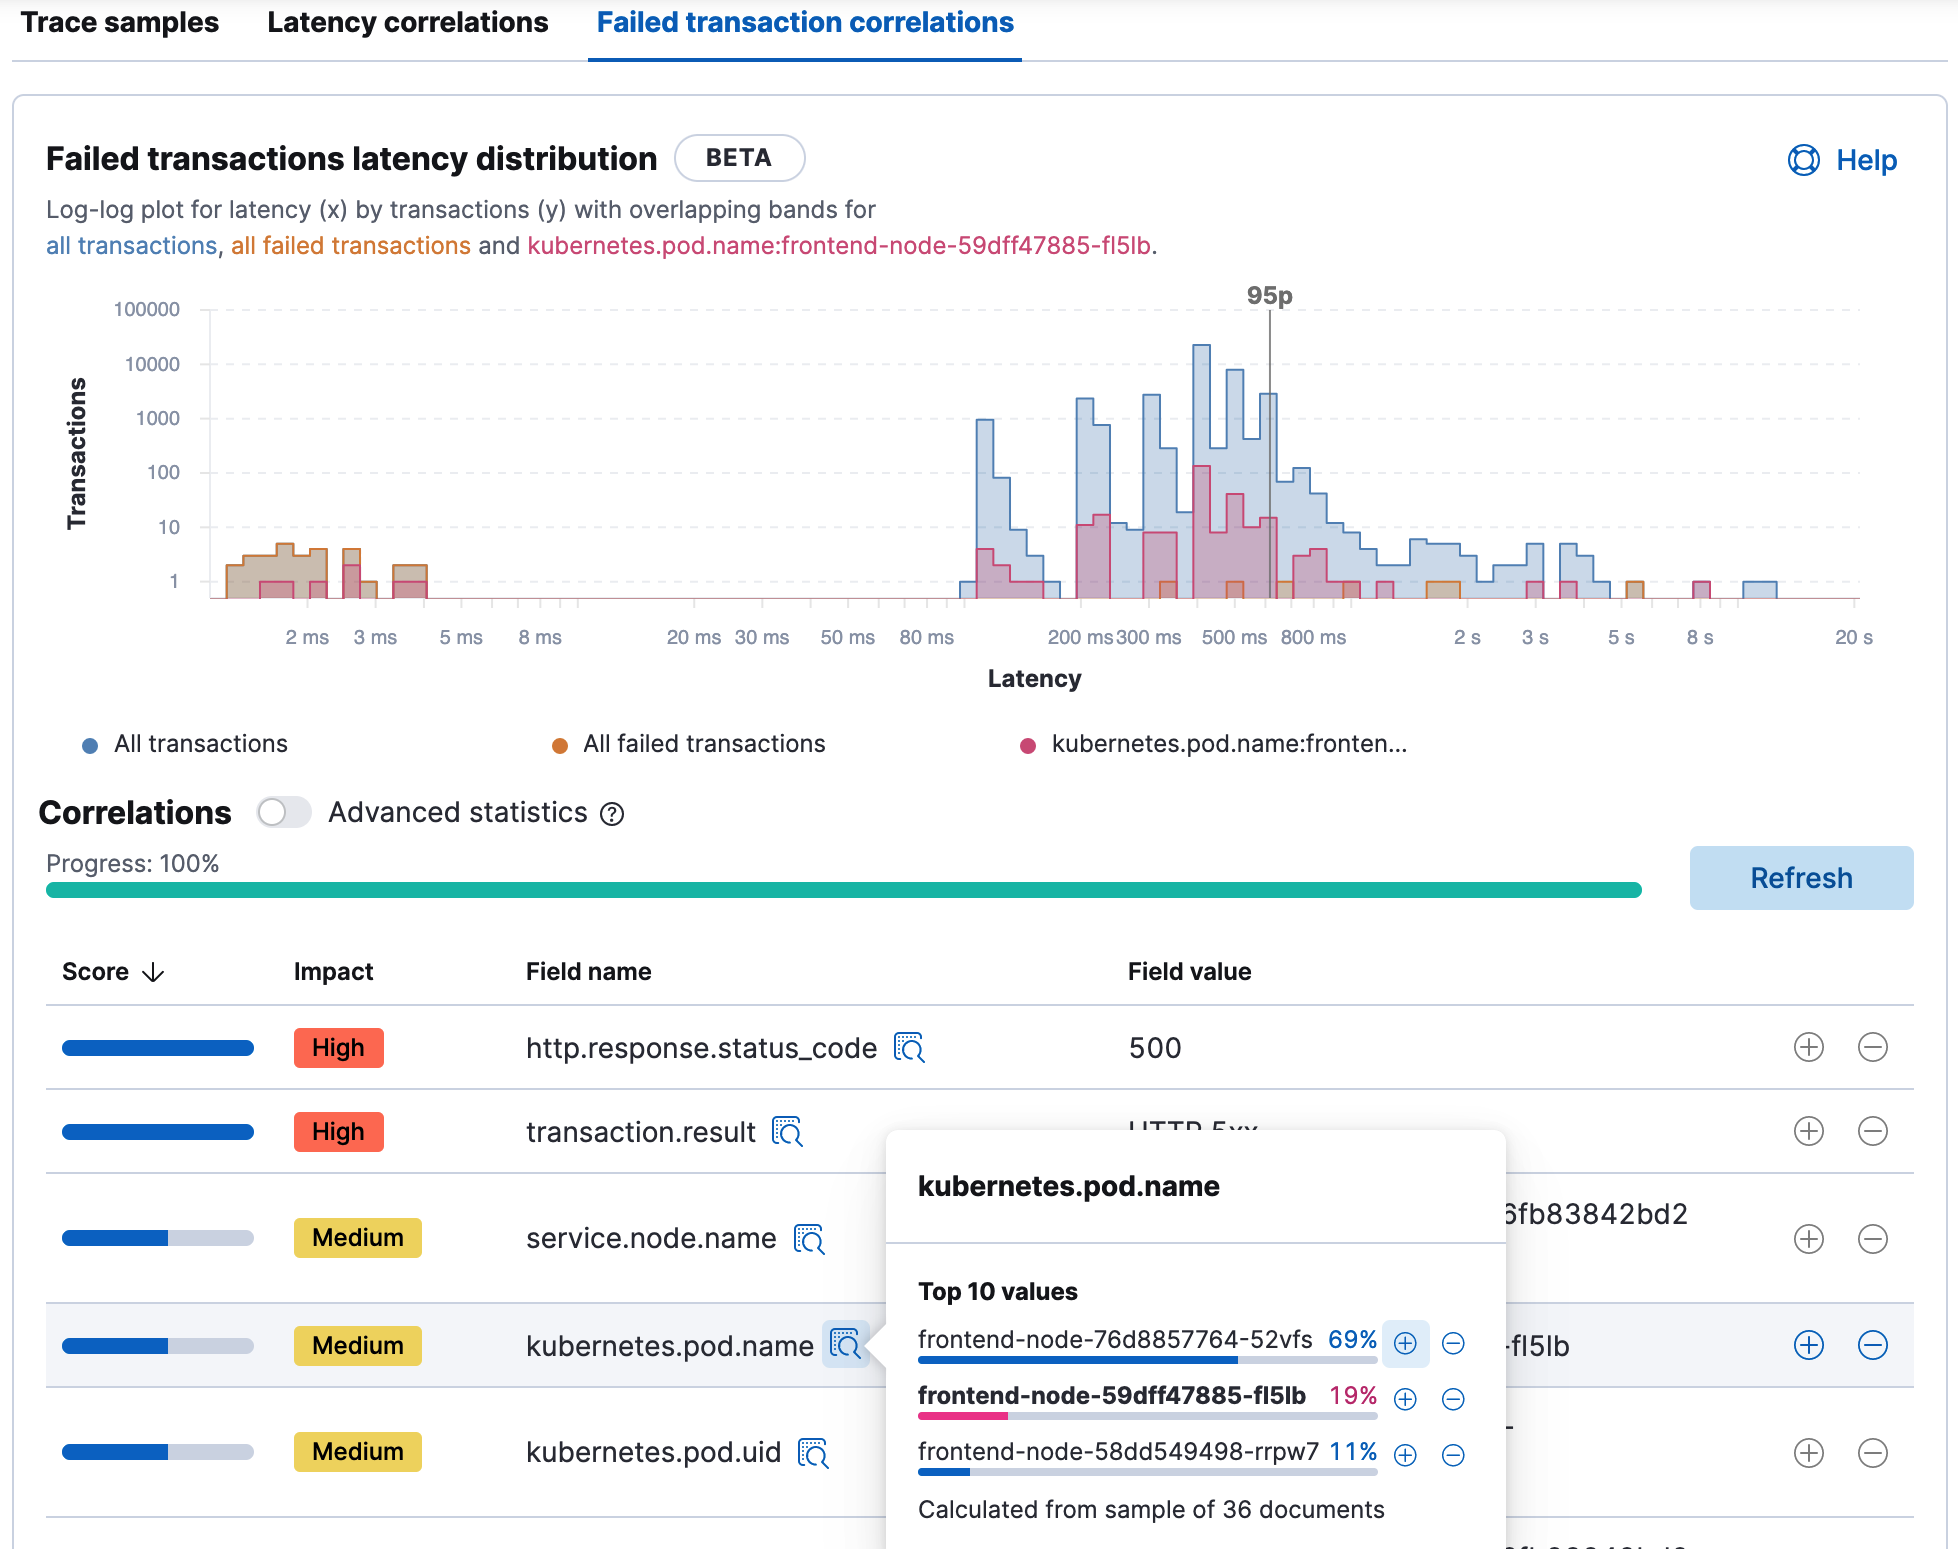 Trace samples Latency correlations Failed transaction correlations
Failed transactions latency distribution BETA Help
Log-log plot for latency (x) by transactions (y) with overlapping bands for
all transactions, all failed transactions and kubernetes.pod.name:frontend-node-59dff47885-fl5lb.
95p
100000
10000
1000
100
10
1
Transactions
2 ms 3 ms 5 ms 8 ms 20 ms 30 ms 50 ms 80 ms 200 ms 300 ms 500 ms 800 ms 2 s 3 s 5 s 8 s 20 s
Latency
All transactions All failed transactions kubernetes.pod.name:fronten...
Correlations Advanced statistics
Progress: 100%
Refresh
Score Impact Field name Field value
High http.response.status_code 500
High transaction.result HTTP 5xx
Medium service.node.name 6fb83842bd2
Medium kubernetes.pod.name -fl5lb
Medium kubernetes.pod.uid -
kubernetes.pod.name
Top 10 values
frontend-node-76d8857764-52vfs 69%
frontend-node-59dff47885-fl5lb 19%
frontend-node-58dd549498-rrpw7 11%
Calculated from sample of 36 documents